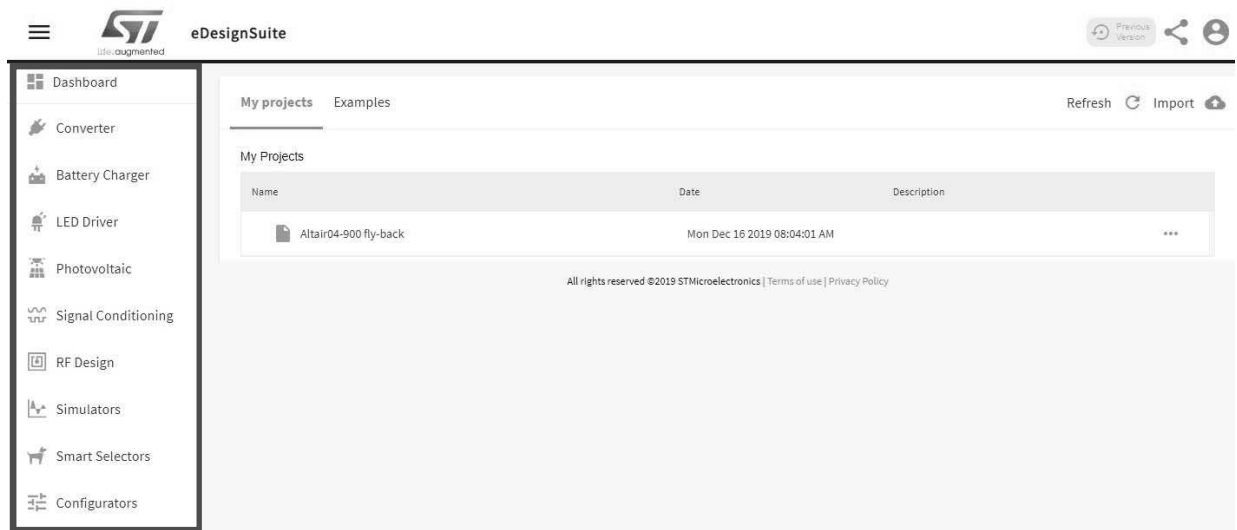 ST
life.augmented
eDesignSuite
Previous
Version
Dashboard
Converter
Battery Charger
LED Driver
Photovoltaic
Signal Conditioning
RF Design
Simulators
Smart Selectors
Configurators
My projects Examples Refresh Import
My Projects
Name Date Description
Altair04-900 fly-back Mon Dec 16 2019 08:04:01 AM
All rights reserved ©2019 STMicroelectronics | Terms of use | Privacy Policy